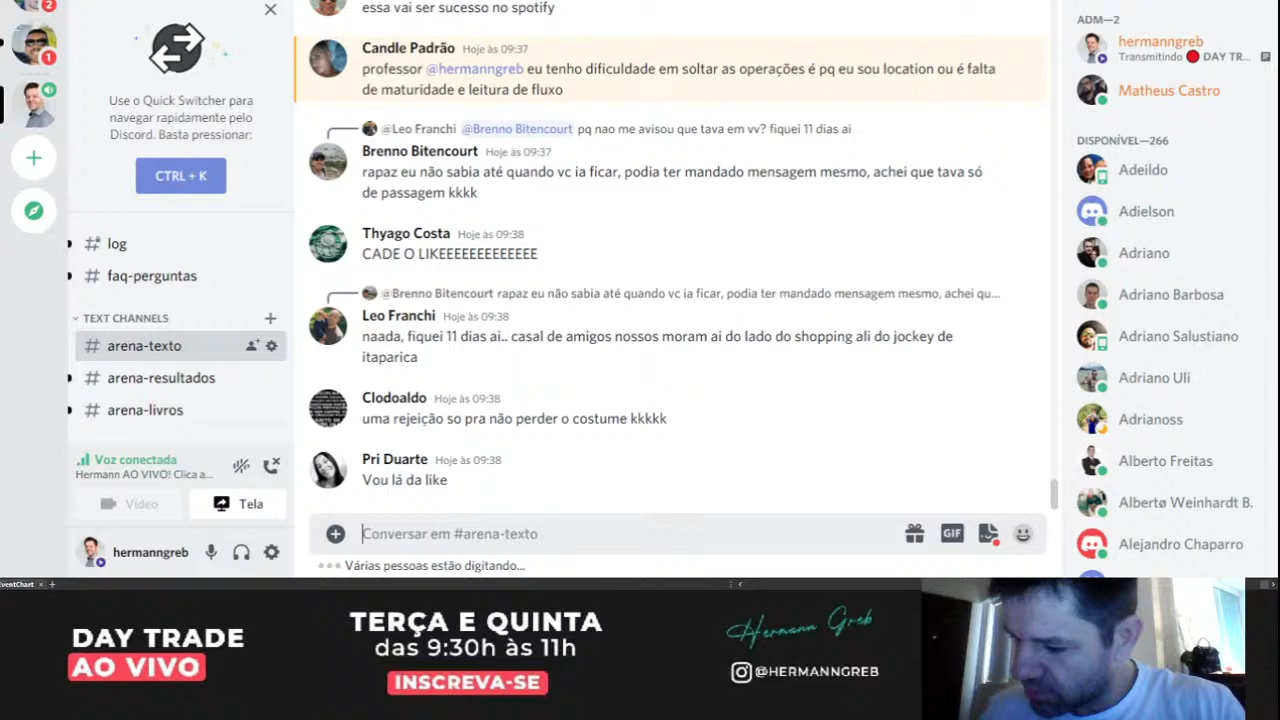 2
1
Use o Quick Switcher para
navegar rapidamente pelo
Discord. Basta pressionar:
CTRL + K
log
faq-perguntas
TEXT CHANNELS
arena-texto
arena-resultados
arena-livros
Voz conectada
Hermann AO VIVO! Clica a...
Vídeo
Tela
hermanngreb
essa vai ser sucesso no spotify
Candle Padrão Hoje às 09:37
professor @hermanngreb eu tenho dificuldade em soltar as operações é pq eu sou location ou é falta
de maturidade e leitura de fluxo
@Leo Franchi @Brenno Bitencourt pq nao me avisou que tava em vv? fiquei 11 dias ai
Brenno Bitencourt Hoje às 09:37
rapaz eu não sabia até quando vc ia ficar, podia ter mandado mensagem mesmo, achei que tava só
de passagem kkkk
Thyago Costa Hoje às 09:38
CADE O LIKEEEEEEEEEEEEE
@Brenno Bitencourt rapaz eu não sabia até quando vc ia ficar, podia ter mandado mensagem mesmo, achei qu...
Leo Franchi Hoje às 09:38
naada, fiquei 11 dias ai.. casal de amigos nossos moram ai do lado do shopping ali do jockey de
itaparica
Clodoaldo Hoje às 09:38
uma rejeição so pra não perder o costume kkkkk
Pri Duarte Hoje às 09:38
Vou lá da like
Conversar em #arena-texto
GIF
Várias pessoas estão digitando...
ADM—2
hermanngreb
Transmitindo DAY TR...
Matheus Castro
DISPONÍVEL—266
Adeildo
Adielson
Adriano
Adriano Barbosa
Adriano Salustiano
Adriano Uli
Adrianoss
Alberto Freitas
Albertø Weinhardt B.
Alejandro Chaparro
EventChart
DAY TRADE
AO VIVO
TERÇA E QUINTA
das 9:30h às 11h
INSCREVA-SE
Hermann Greb
@HERMANNGREB